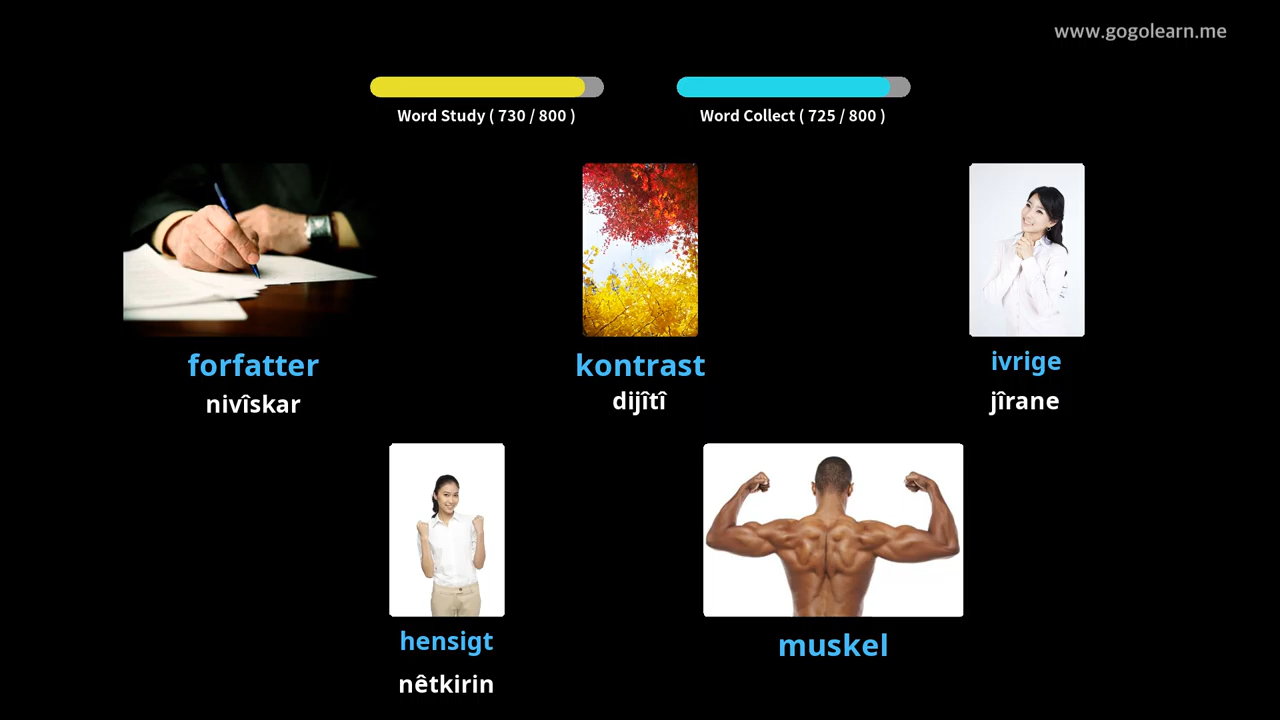 www.gogolearn.me
Word Study ( 730 / 800 )
Word Collect ( 725 / 800 )
forfatter
nivîskar
kontrast
dijîtî
ivrige
jîrane
hensigt
nêtkirin
muskel